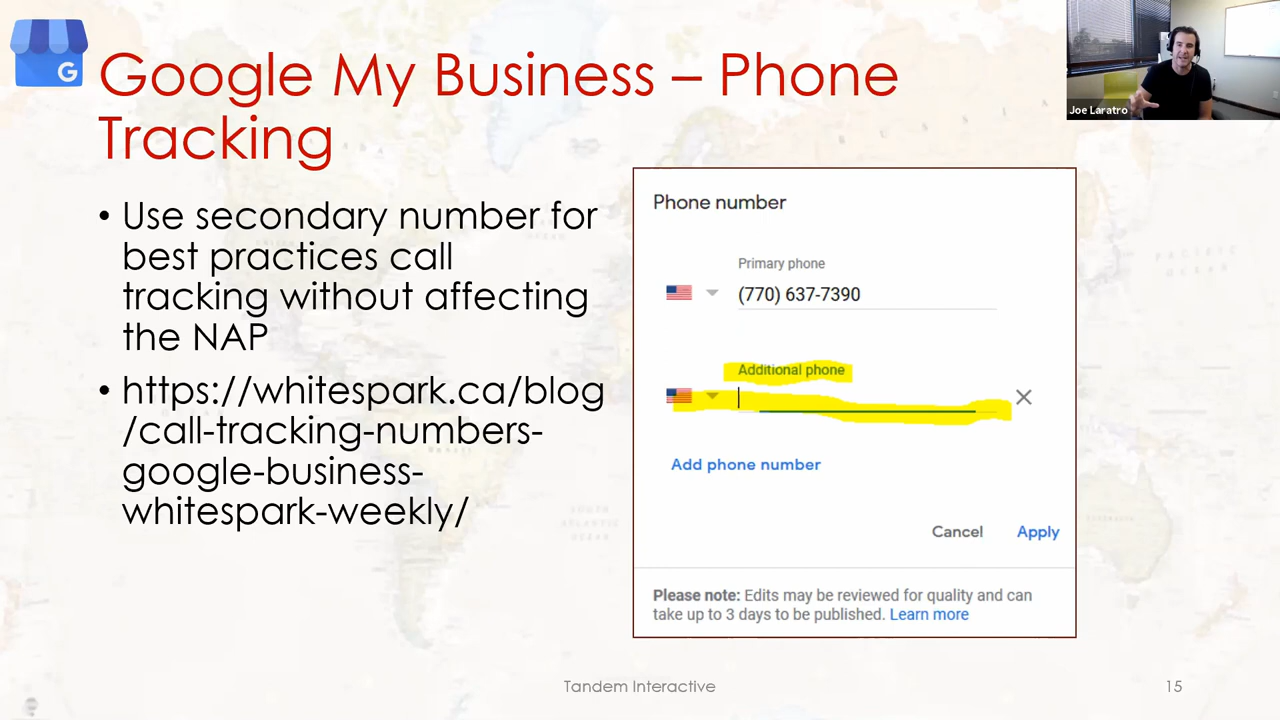 G
Google My Business – Phone
Tracking
Joe Laratro
• Use secondary number for
best practices call
tracking without affecting
the NAP
• https://whitespark.ca/blog
/call-tracking-numbers-
google-business-
whitespark-weekly/
Phone number
Primary phone
(770) 637-7390
Additional phone
Add phone number
Cancel
Apply
Please note: Edits may be reviewed for quality and can
take up to 3 days to be published. Learn more
Tandem Interactive
15